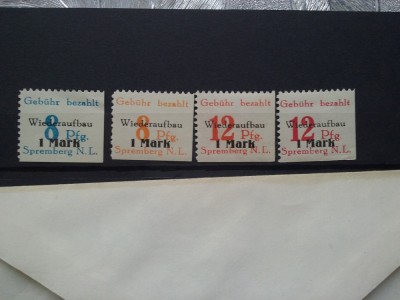 Gebühr bezahlt
Wiederaufbau
8 Pfg.
1 Mark
Spremberg N.L.
Gebühr bezahlt
Wiederaufbau
8 Pfg.
1 Mark
Spremberg N.L.
Gebühr bezahlt
Wiederaufbau
12 Pfg.
1 Mark
Spremberg N.L.
Gebühr bezahlt
Wiederaufbau
12 Pfg.
1 Mark
Spremberg N.L.